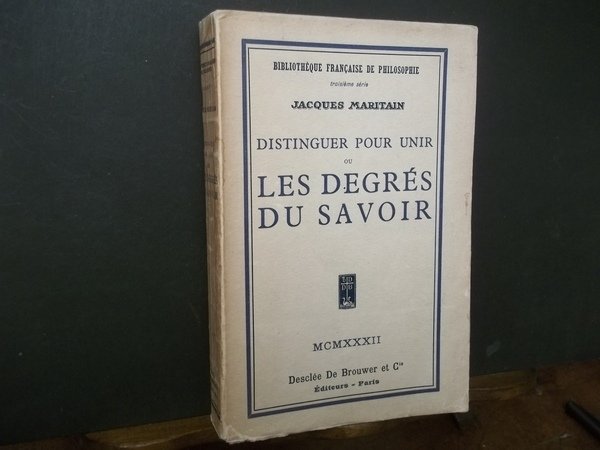 BIBLIOTHÈQUE FRANÇAISE DE PHILOSOPHIE
troisième série
JACQUES MARITAIN
DISTINGUER POUR UNIR
OU
LES DEGRÉS
DU SAVOIR
MCMXXXII
Desclée De Brouwer et Cie
Éditeurs - Paris